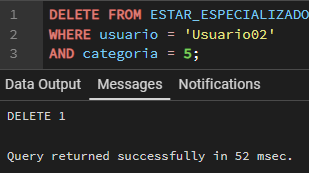 1 DELETE FROM ESTAR_ESPECIALIZADO
2 WHERE usuario = 'Usuario02'
3 AND categoria = 5;
Data Output Messages Notifications
DELETE 1
Query returned successfully in 52 msec.